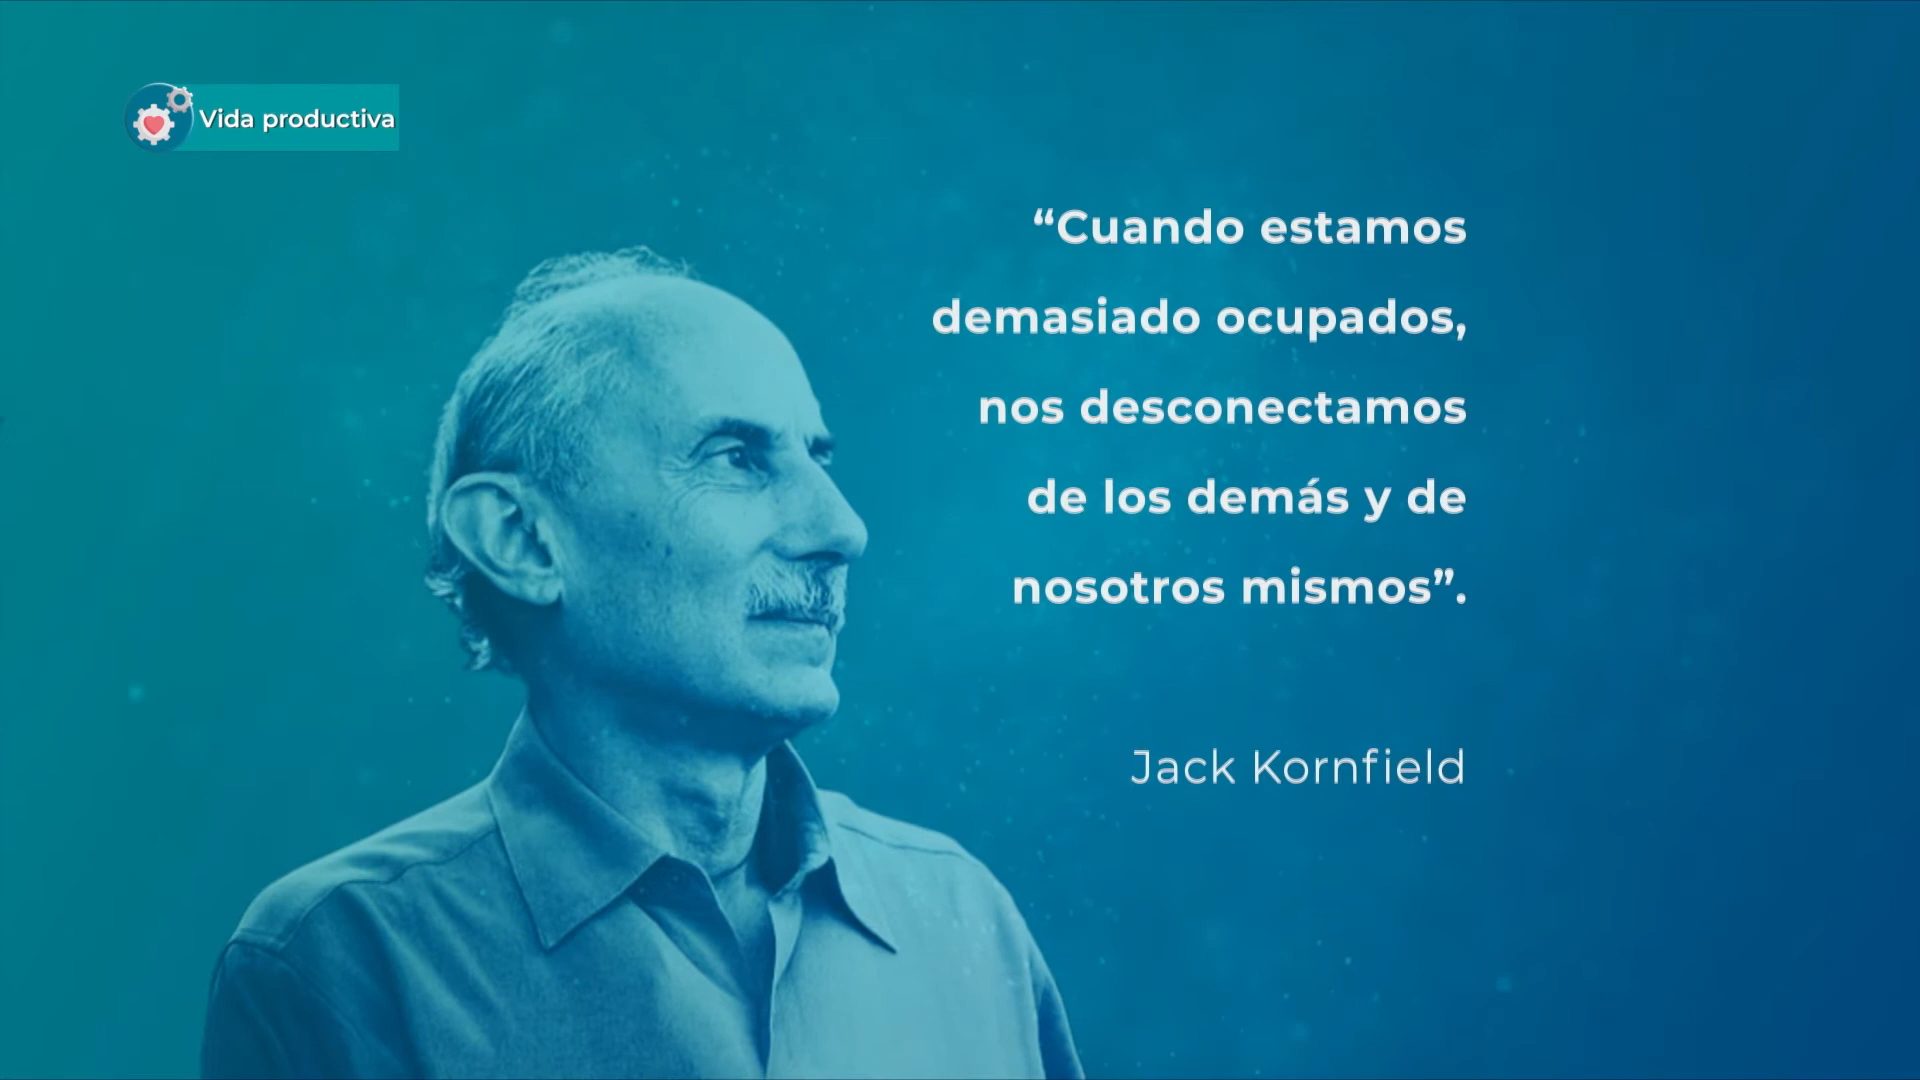 Vida productiva
“Cuando estamos
demasiado ocupados,
nos desconectamos
de los demás y de
nosotros mismos”.
Jack Kornfield